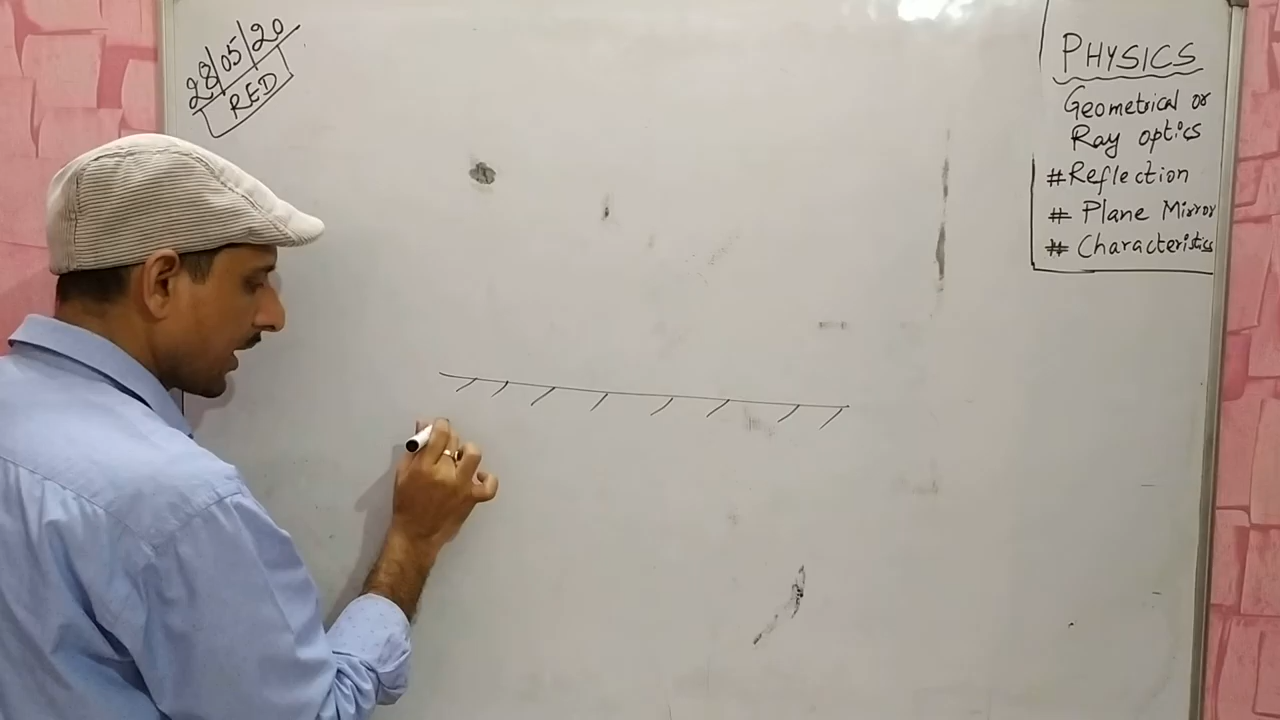 28/05/20
RED
PHYSICS
Geometrical or
Ray optics
#Reflection
# Plane Mirror
# Characteristics